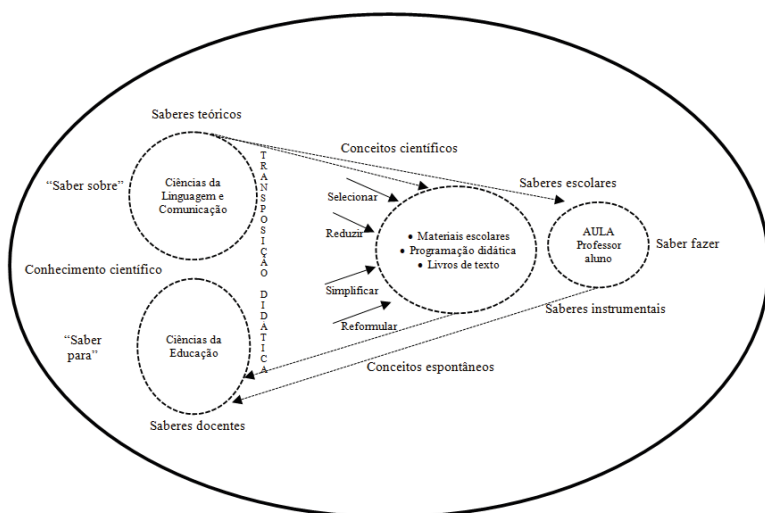 Saberes teóricos
Conceitos científicos
"Saber sobre"
Ciências da
Linguagem e
Comunicação
TRANSPOSIÇÃO DIDÁTICA
Selecionar
Saberes escolares
Reduzir
• Materiais escolares
• Programação didática
• Livros de texto
AULA
Professor
aluno
Saber fazer
Conhecimento científico
Simplificar
Saberes instrumentais
Reformular
"Saber
para"
Ciências da
Educação
Conceitos espontâneos
Saberes docentes